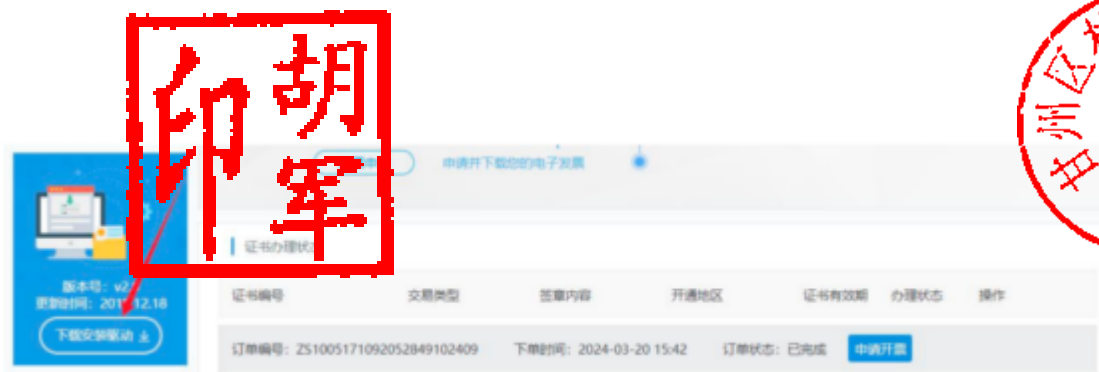 胡军
印
甘州区
申请并下载您的电子发票
证书办理状
版本号：v2.
更新时间：201 12.18
下载安装驱动
证书编号 交易类型 签章内容 开通地区 证书有效期 办理状态 操作
订单编号：ZS1005171092052849102409 下单时间：2024-03-20 15:42 订单状态：已完成 申请开票